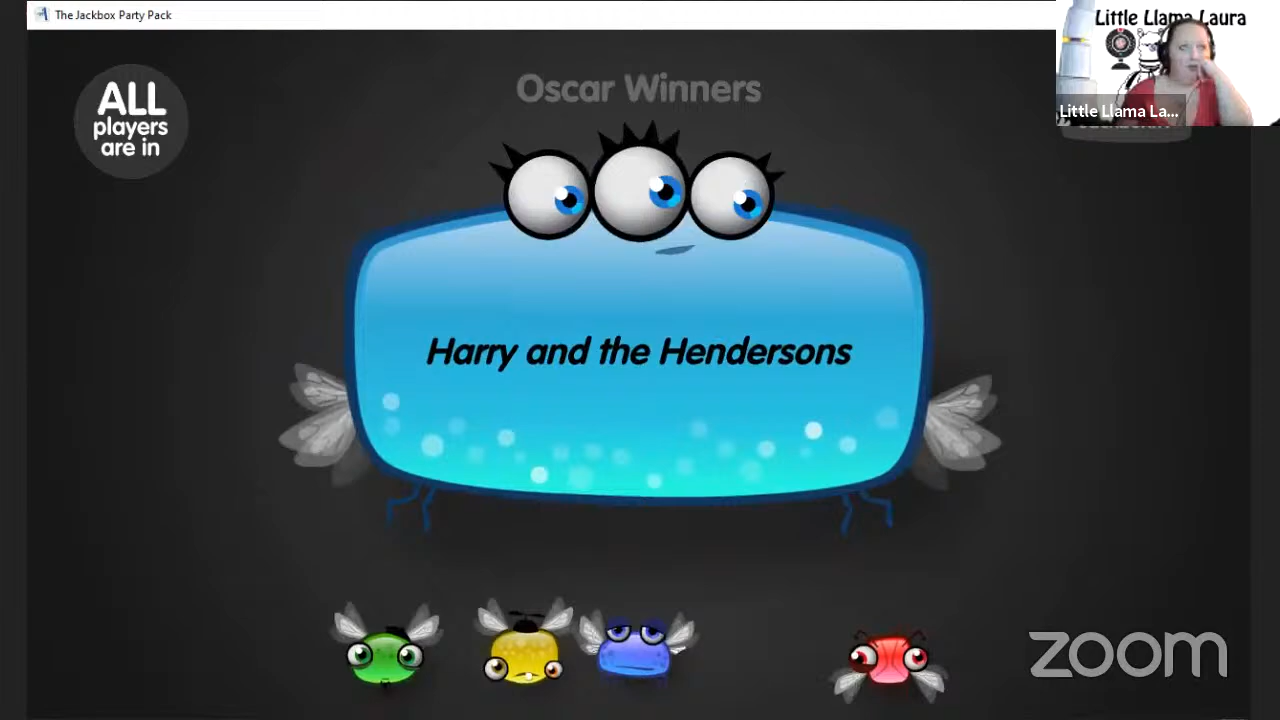 The Jackbox Party Pack
Little Llama Laura
ALL
players
are in
Oscar Winners
Little Llama La...
Harry and the Hendersons
zoom